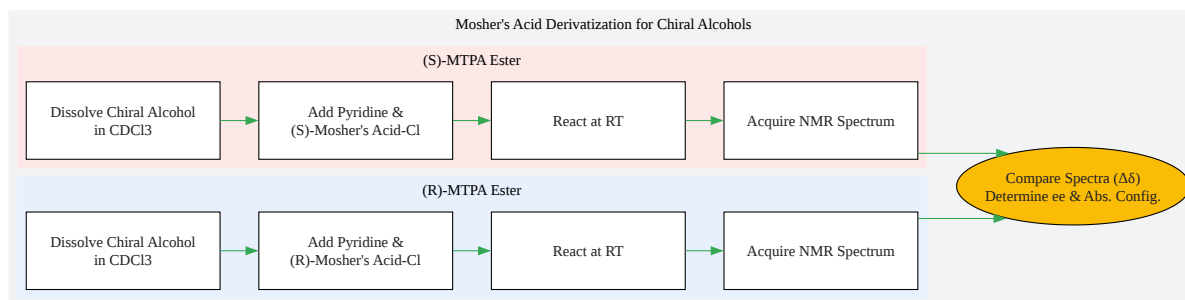 Mosher's Acid Derivatization for Chiral Alcohols
(S)-MTPA Ester
Dissolve Chiral Alcohol
in CDCl3
Add Pyridine &
(S)-Mosher's Acid-Cl
React at RT
Acquire NMR Spectrum
Compare Spectra (Δδ)
Determine ee & Abs. Config.
(R)-MTPA Ester
Dissolve Chiral Alcohol
in CDCl3
Add Pyridine &
(R)-Mosher's Acid-Cl
React at RT
Acquire NMR Spectrum